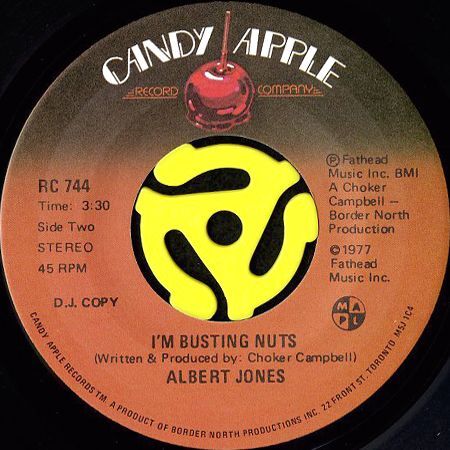 CANDY APPLE
RECORD COMPANY
RC 744
Time: 3:30
Side Two
STEREO
45 RPM
D.J. COPY
Ⓟ Fathead
Music Inc. BMI
A Choker
Campbell –
Border North
Production
© 1977
Fathead
Music Inc.
M A
P L
I'M BUSTING NUTS
(Written & Produced by: Choker Campbell)
ALBERT JONES
CANDY APPLE RECORDS TM. A PRODUCT OF BORDER NORTH PRODUCTIONS INC. 22 FRONT ST. TORONTO M5J 1C4